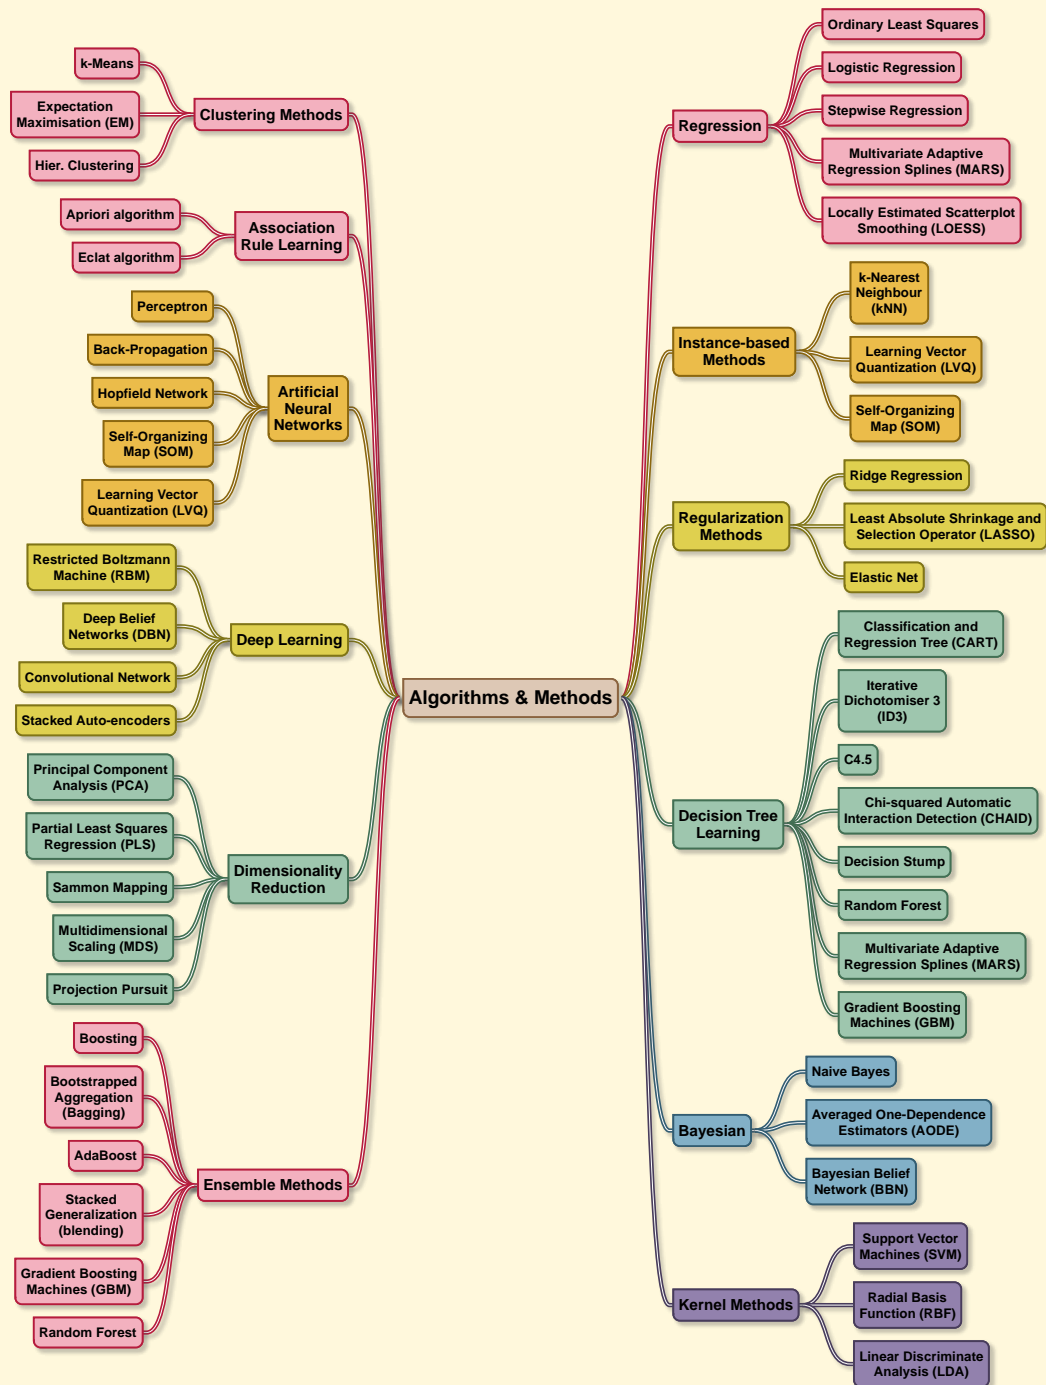 Algorithms & Methods
Clustering Methods
k-Means
Expectation
Maximisation (EM)
Hier. Clustering
Association
Rule Learning
Apriori algorithm
Eclat algorithm
Artificial
Neural
Networks
Perceptron
Back-Propagation
Hopfield Network
Self-Organizing
Map (SOM)
Learning Vector
Quantization (LVQ)
Deep Learning
Restricted Boltzmann
Machine (RBM)
Deep Belief
Networks (DBN)
Convolutional Network
Stacked Auto-encoders
Dimensionality
Reduction
Principal Component
Analysis (PCA)
Partial Least Squares
Regression (PLS)
Sammon Mapping
Multidimensional
Scaling (MDS)
Projection Pursuit
Ensemble Methods
Boosting
Bootstrapped
Aggregation
(Bagging)
AdaBoost
Stacked
Generalization
(blending)
Gradient Boosting
Machines (GBM)
Random Forest
Regression
Ordinary Least Squares
Logistic Regression
Stepwise Regression
Multivariate Adaptive
Regression Splines (MARS)
Locally Estimated Scatterplot
Smoothing (LOESS)
Instance-based
Methods
k-Nearest
Neighbour
(kNN)
Learning Vector
Quantization (LVQ)
Self-Organizing
Map (SOM)
Regularization
Methods
Ridge Regression
Least Absolute Shrinkage and
Selection Operator (LASSO)
Elastic Net
Decision Tree
Learning
Classification and
Regression Tree (CART)
Iterative
Dichotomiser 3
(ID3)
C4.5
Chi-squared Automatic
Interaction Detection (CHAID)
Decision Stump
Random Forest
Multivariate Adaptive
Regression Splines (MARS)
Gradient Boosting
Machines (GBM)
Bayesian
Naive Bayes
Averaged One-Dependence
Estimators (AODE)
Bayesian Belief
Network (BBN)
Kernel Methods
Support Vector
Machines (SVM)
Radial Basis
Function (RBF)
Linear Discriminate
Analysis (LDA)